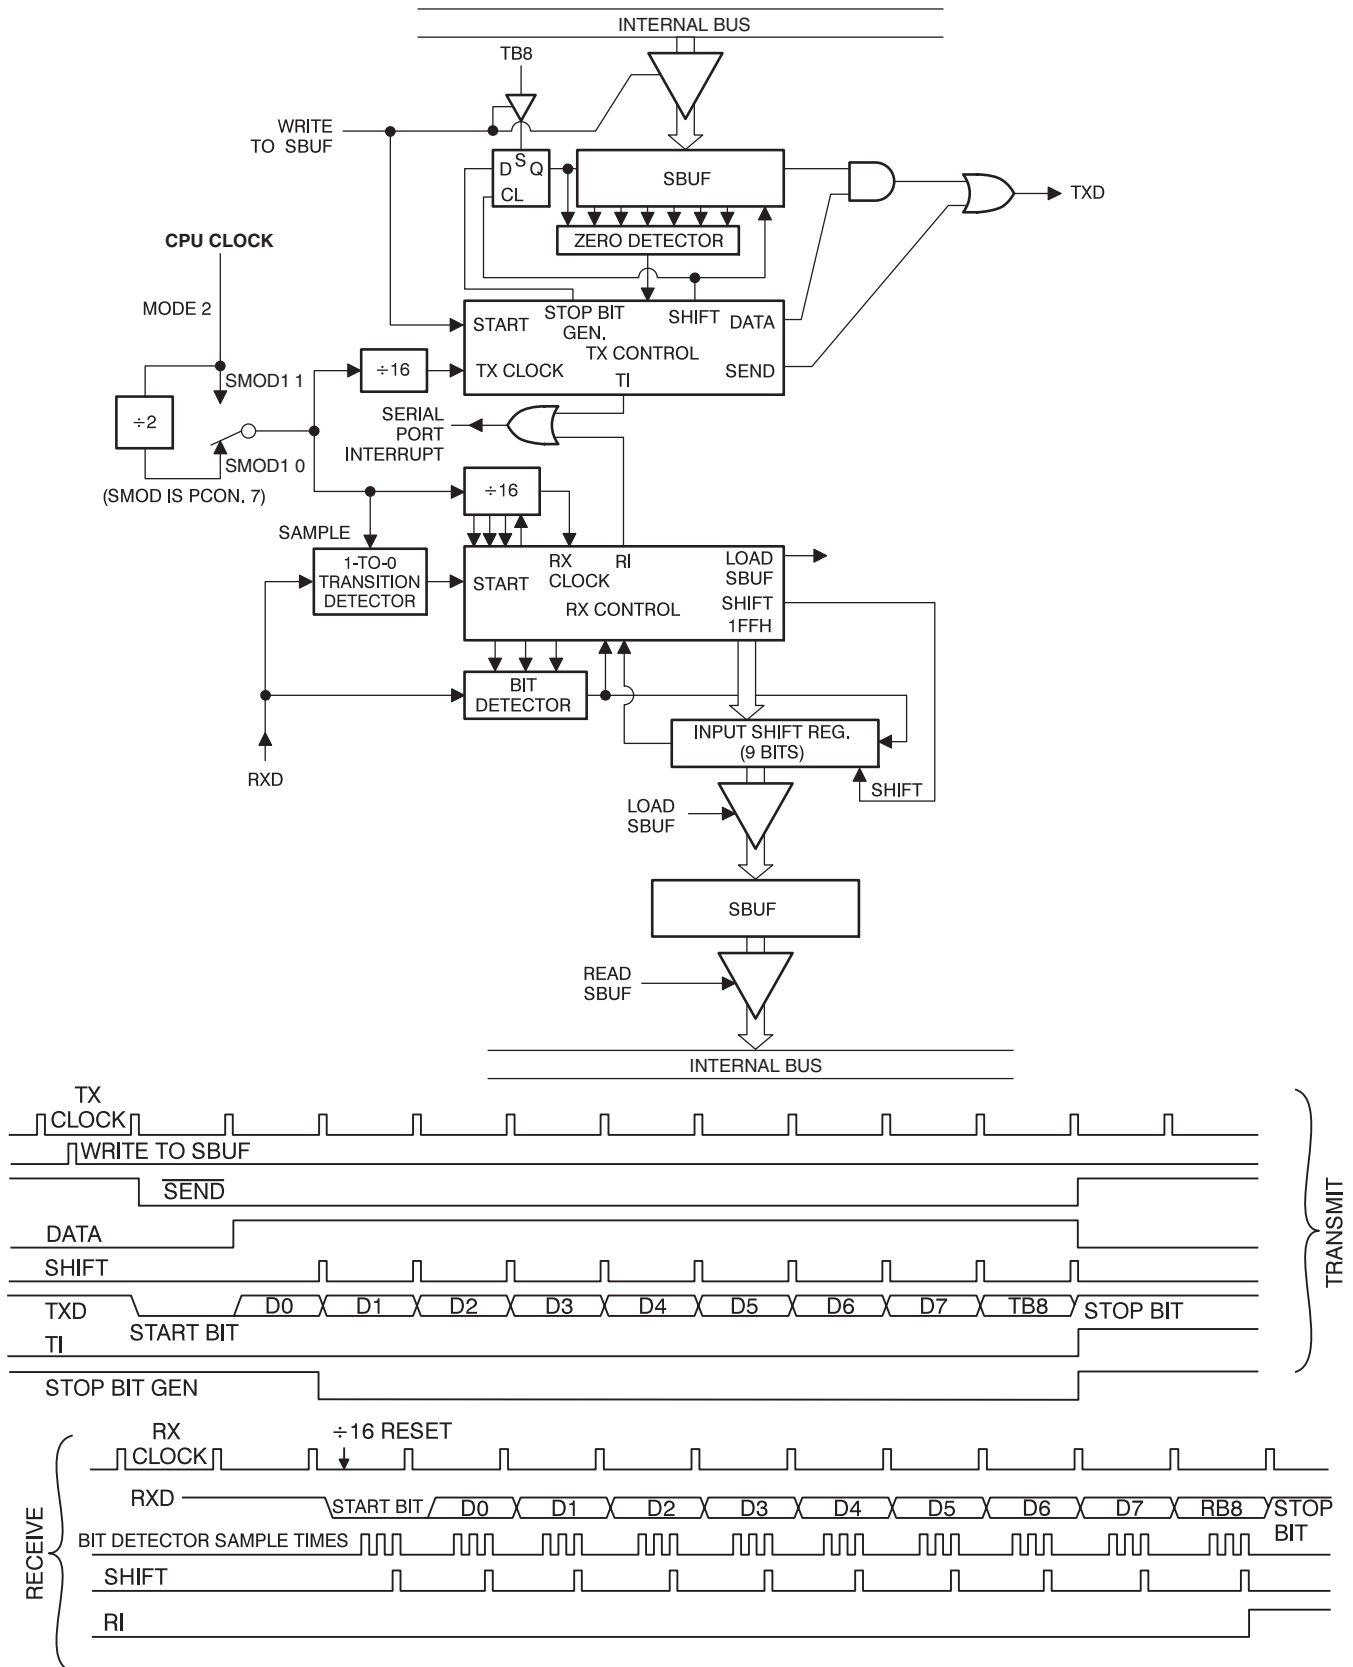 INTERNAL BUS
TB8
WRITE
TO SBUF
D S Q
CL
SBUF
TXD
ZERO DETECTOR
CPU CLOCK
MODE 2
STOP BIT
GEN.
SHIFT
DATA
START
TX CONTROL
÷16
TX CLOCK
TI
SEND
SMOD1 1
÷2
SERIAL
PORT
INTERRUPT
SMOD1 0
(SMOD IS PCON. 7)
÷16
SAMPLE
1-TO-0
TRANSITION
DETECTOR
START
RX
CLOCK
RI
LOAD
SBUF
RX CONTROL
SHIFT
1FFH
BIT
DETECTOR
INPUT SHIFT REG.
(9 BITS)
RXD
SHIFT
LOAD
SBUF
SBUF
READ
SBUF
INTERNAL BUS
TX
CLOCK
WRITE TO SBUF
SEND
DATA
SHIFT
TXD
D0 D1 D2 D3 D4 D5 D6 D7 TB8 STOP BIT
START BIT
TI
STOP BIT GEN
TRANSMIT
RX
CLOCK
÷16 RESET
RXD
START BIT D0 D1 D2 D3 D4 D5 D6 D7 RB8 STOP
BIT
BIT DETECTOR SAMPLE TIMES
SHIFT
RI
RECEIVE